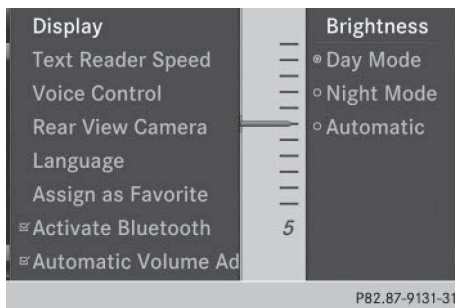 Display
Text Reader Speed
Voice Control
Rear View Camera
Language
Assign as Favorite
Activate Bluetooth
Automatic Volume Ad
5
Brightness
Day Mode
Night Mode
Automatic
P82.87-9131-31